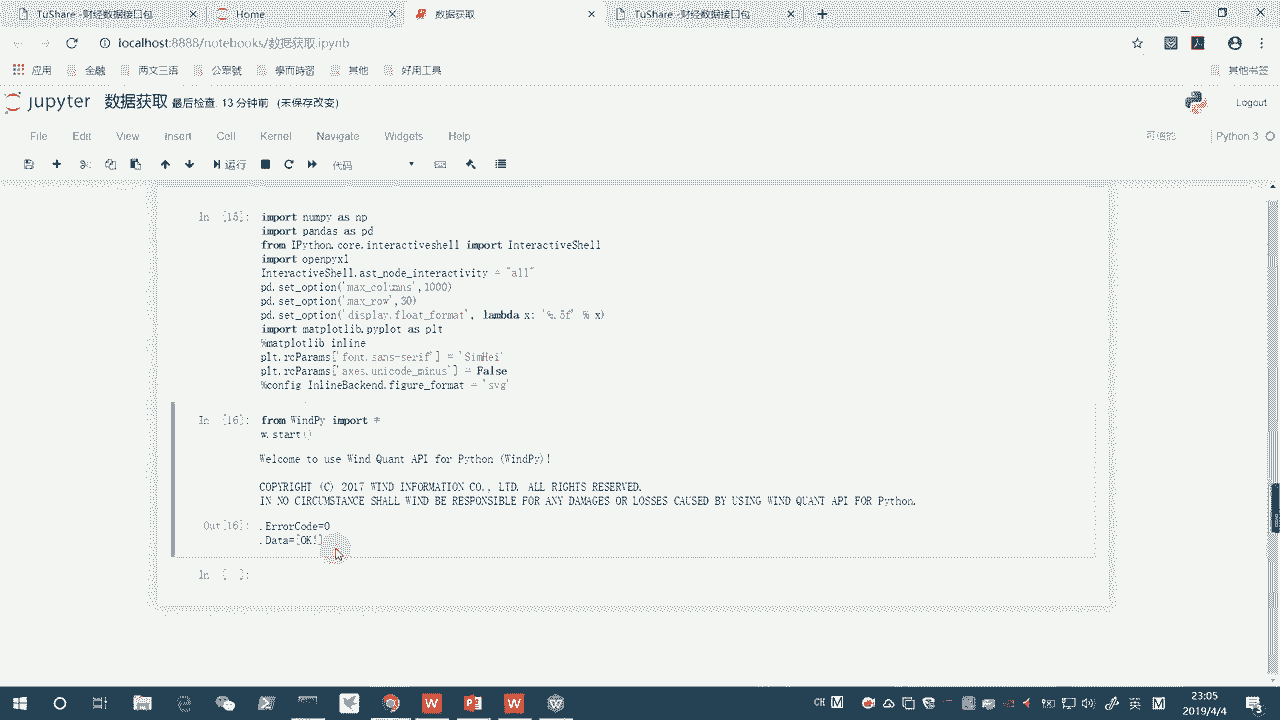 TuShare -财经数据接口包
Home
数据获取
TuShare -财经数据接口包
localhost:8888/notebooks/数据获取.ipynb
应用
金融
两文三语
公眾號
學而時習
其他
好用工具
其他书签
jupyter 数据获取 最后检查: 13 分钟前 (未保存改变)
Logout
File Edit View Insert Cell Kernel Navigate Widgets Help
可信的
Python 3
运行
代码
In [15]: import numpy as np
import pandas as pd
from IPython.core.interactiveshell import InteractiveShell
import openpyxl
InteractiveShell.ast_node_interactivity = "all"
pd.set_option('max_columns',1000)
pd.set_option('max_row',30)
pd.set_option('display.float_format', lambda x: '%.3f' % x)
import matplotlib.pyplot as plt
%matplotlib inline
plt.rcParams['font.sans-serif'] = 'SimHei'
plt.rcParams['axes.unicode_minus'] = False
%config InlineBackend.figure_format = 'svg'
In [16]: from WindPy import *
w.start()
Welcome to use Wind Quant API for Python (WindPy)!
COPYRIGHT (C) 2017 WIND INFORMATION CO., LTD. ALL RIGHTS RESERVED.
IN NO CIRCUMSTANCE SHALL WIND BE RESPONSIBLE FOR ANY DAMAGES OR LOSSES CAUSED BY USING WIND QUANT API FOR Python.
Out[16]: .ErrorCode=0
.Data=[OK!]
In [ ]:
CH
M
英
M
23:05
2019/4/4